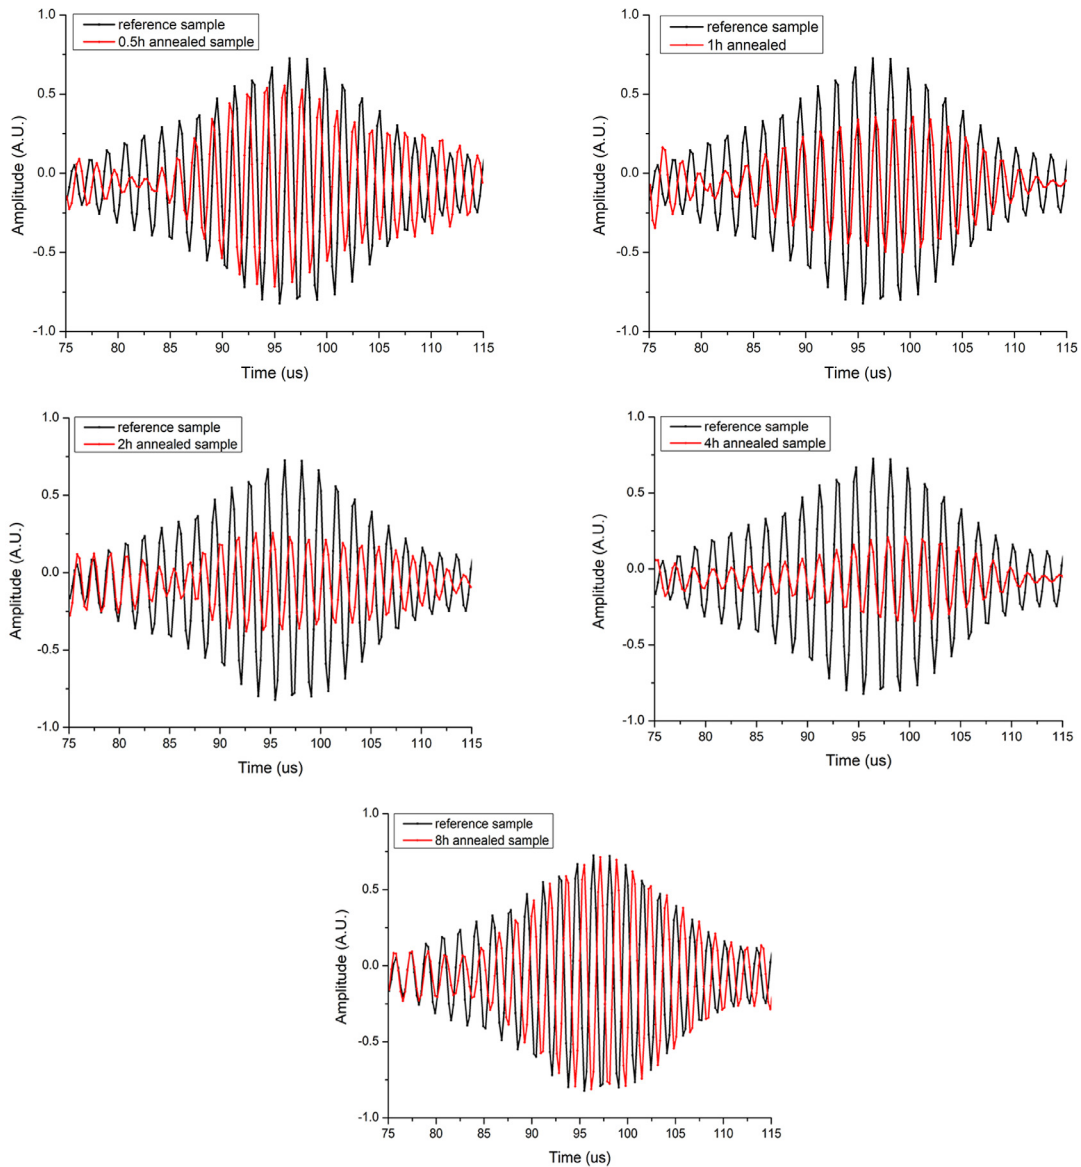 1.0
reference sample
0.5h annealed sample
0.5
0.0
-0.5
-1.0
Amplitude (A.U.)
75 80 85 90 95 100 105 110 115
Time (us)
1.0
reference sample
1h annealed
0.5
0.0
-0.5
-1.0
Amplitude (A.U.)
75 80 85 90 95 100 105 110 115
Time (us)
1.0
reference sample
2h annealed sample
0.5
0.0
-0.5
-1.0
Amplitude (A.U.)
75 80 85 90 95 100 105 110 115
Time (us)
1.0
reference sample
4h annealed sample
0.5
0.0
-0.5
-1.0
Amplitude (A.U.)
75 80 85 90 95 100 105 110 115
Time (us)
1.0
reference sample
8h annealed sample
0.5
0.0
-0.5
-1.0
Amplitude (A.U.)
75 80 85 90 95 100 105 110 115
Time (us)